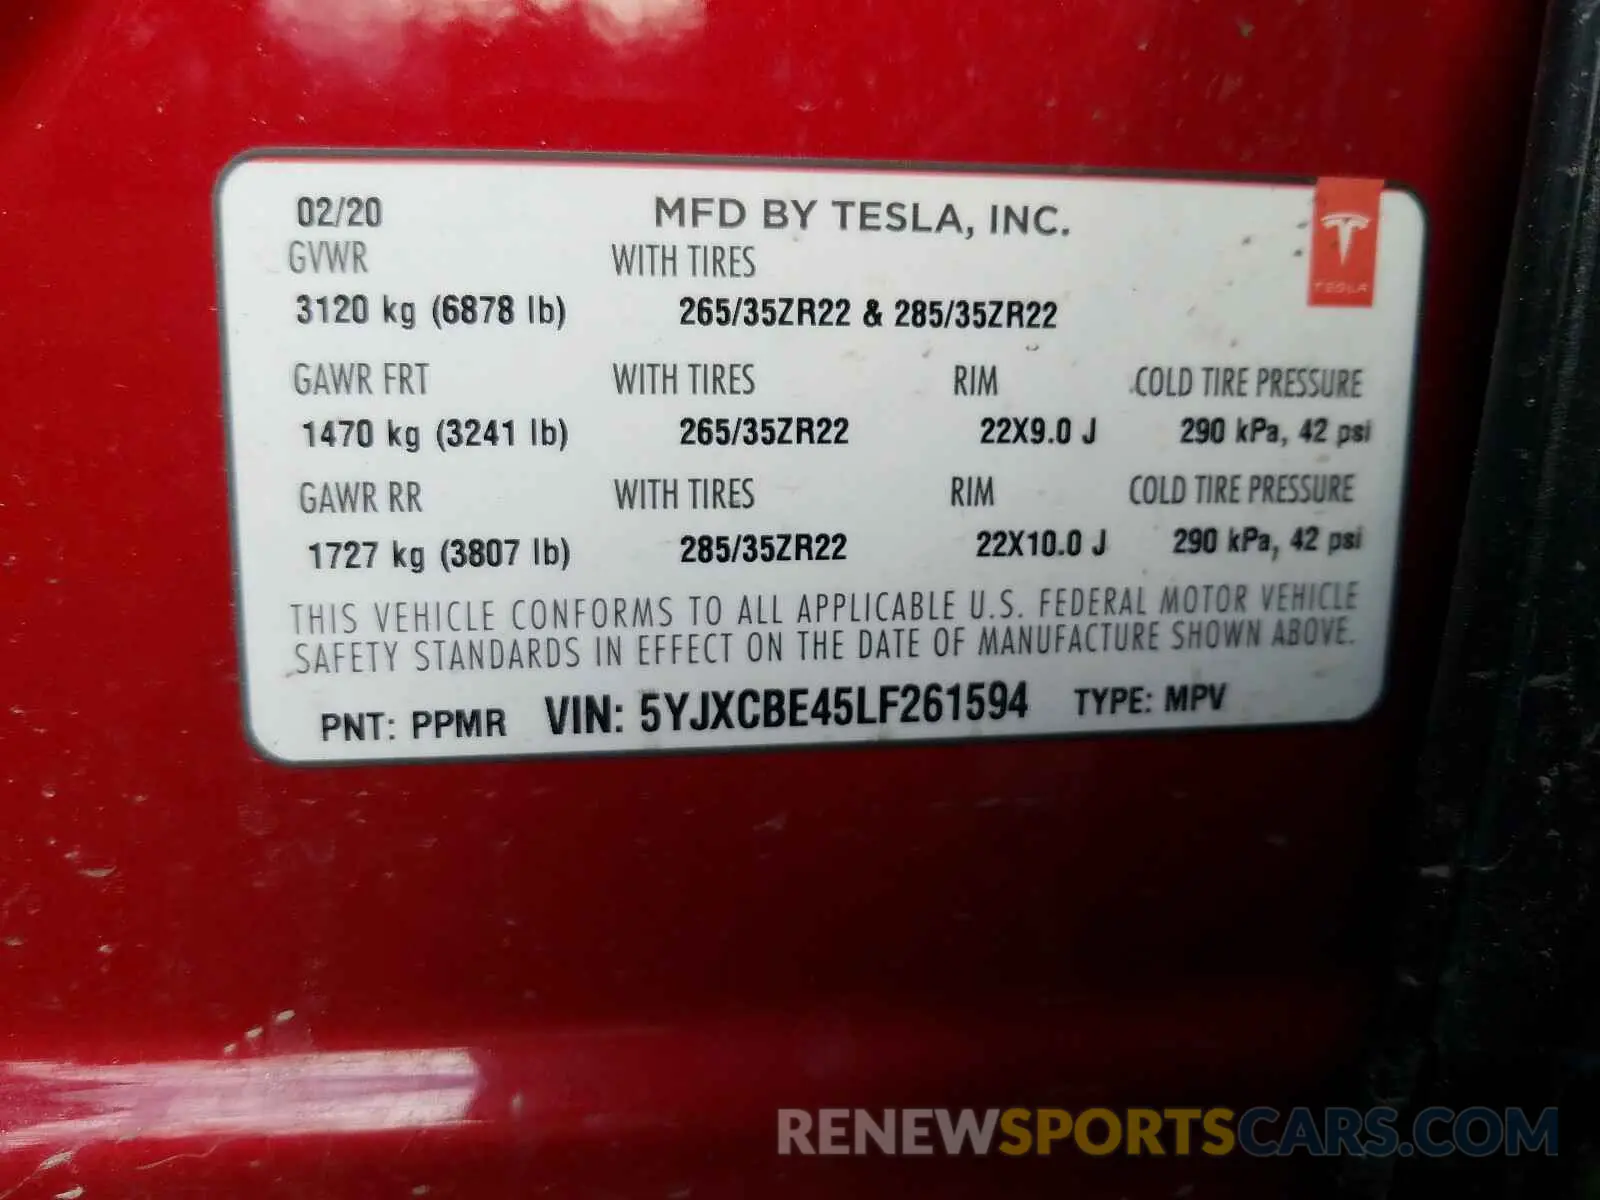 02/20 MFD BY TESLA, INC.
GVWR WITH TIRES
TESLA
3120 kg (6878 lb) 265/35ZR22 & 285/35ZR22
GAWR FRT WITH TIRES RIM COLD TIRE PRESSURE
1470 kg (3241 lb) 265/35ZR22 22X9.0 J 290 kPa, 42 psi
GAWR RR WITH TIRES RIM COLD TIRE PRESSURE
1727 kg (3807 lb) 285/35ZR22 22X10.0 J 290 kPa, 42 psi
THIS VEHICLE CONFORMS TO ALL APPLICABLE U.S. FEDERAL MOTOR VEHICLE
SAFETY STANDARDS IN EFFECT ON THE DATE OF MANUFACTURE SHOWN ABOVE.
PNT: PPMR VIN: 5YJXCBE45LF261594 TYPE: MPV
RENEWSPORTSCARS.COM